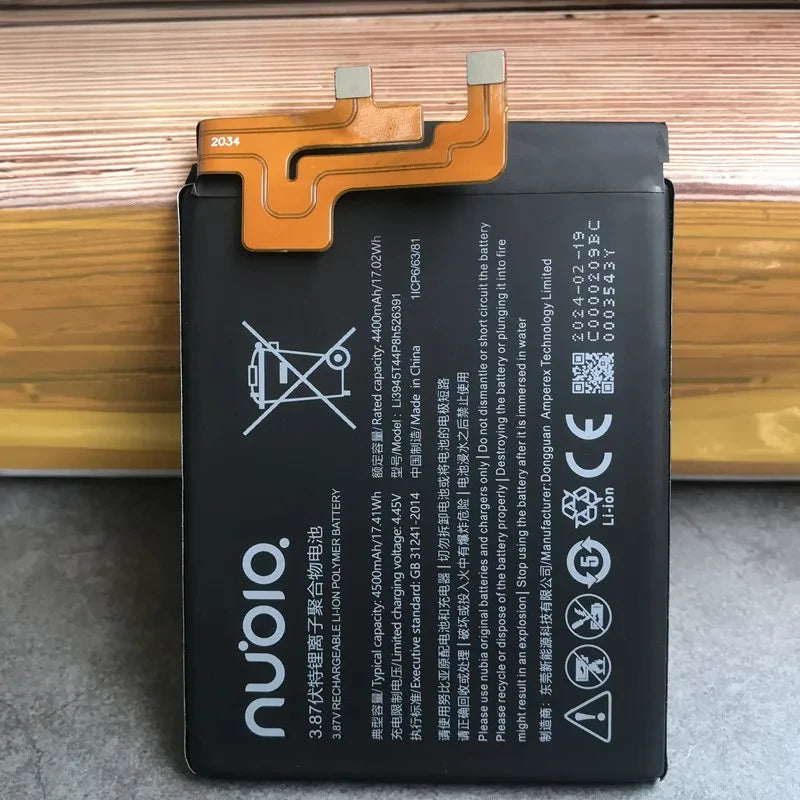 2034
nubia
3.87伏特锂离子聚合物电池
3.87V RECHARGEABLE LI-ION POLYMER BATTERY
典型容量/Typical capacity: 4500mAh/17.41Wh 额定容量/Rated capacity: 4400mAh/17.02Wh
充电限制电压/Limited charging voltage: 4.45V 型号/Model: Li3945T44P8h526391
执行标准/Executive standard: GB 31241-2014 中国制造/Made in China 1ICP6/63/81
请使用努比亚原配电池和充电器 | 切勿拆卸电池或将电池的电极短路
请正确回收或处理 | 破坏或投入火中有爆炸危险 | 电池浸水之后禁止使用
Please use nubia original batteries and chargers only | Do not dismantle or short circuit the battery
Please recycle or dispose of the battery properly | Destroying the battery or plunging it into fire
might result in an explosion | Stop using the battery after it is immersed in water
制造商: 东莞新能源科技有限公司/Dongguan Amperex Technology Limited
5
Li-ion
CE
2024-02-19
C0000209BC
0003543Y